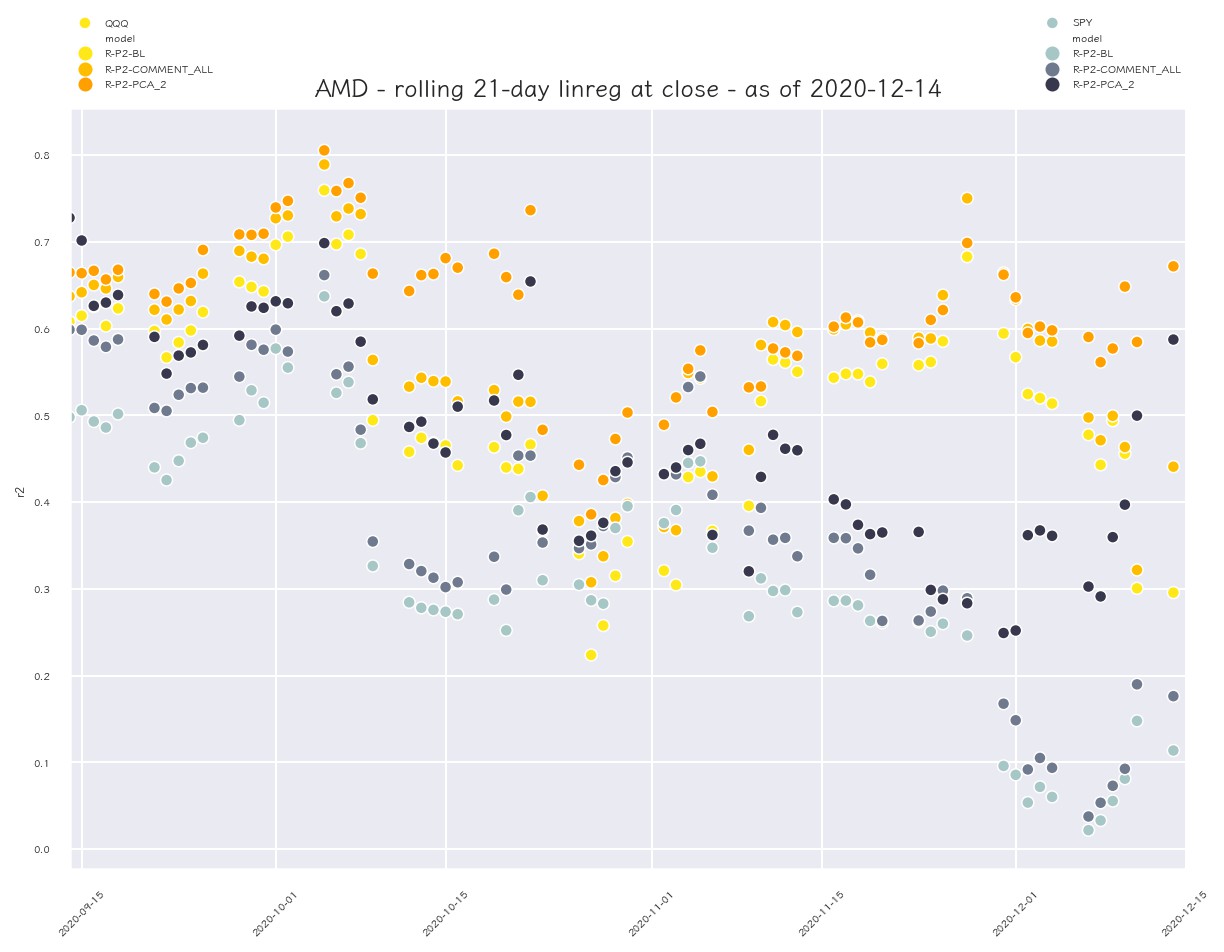 QQQ
model
R-P2-BL
R-P2-COMMENT_ALL
R-P2-PCA_2
SPY
model
R-P2-BL
R-P2-COMMENT_ALL
R-P2-PCA_2
AMD - rolling 21-day linreg at close - as of 2020-12-14
r2
0.8
0.7
0.6
0.5
0.4
0.3
0.2
0.1
0.0
2020-09-15
2020-10-01
2020-10-15
2020-11-01
2020-11-15
2020-12-01
2020-12-15